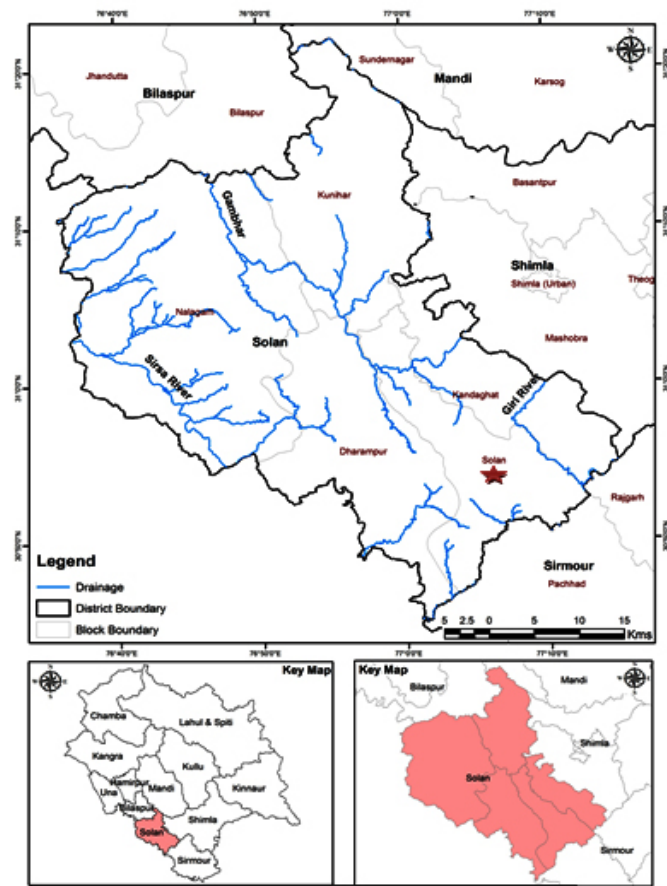 76°40'0"E 76°50'0"E 77°0'0"E 77°10'0"E
Sundernagar
Mandi
Jhandutta
Karsog
Bilaspur
Bilaspur
Basantpur
Kunihar
Gambhar
Shimla
Theog
Shimla (Urban)
Nalagarh
Solan
Mashobra
Sirsa River
Kandaghat
Giri River
Dharampur
Solan
Rajgarh
Legend
Sirmour
Drainage
Pachhad
District Boundary
Block Boundary
5 2.5 0 5 10 15
Kms
76°40'0"E 76°50'0"E 77°0'0"E 77°10'0"E
Key Map
Chamba
Lahul & Spiti
Kangra
Kullu
Hamirpur
Mandi
Una
Kinnaur
Bilaspur
Shimla
Solan
Sirmour
Key Map
Bilaspur
Mandi
Shimla
Solan
Sirmour